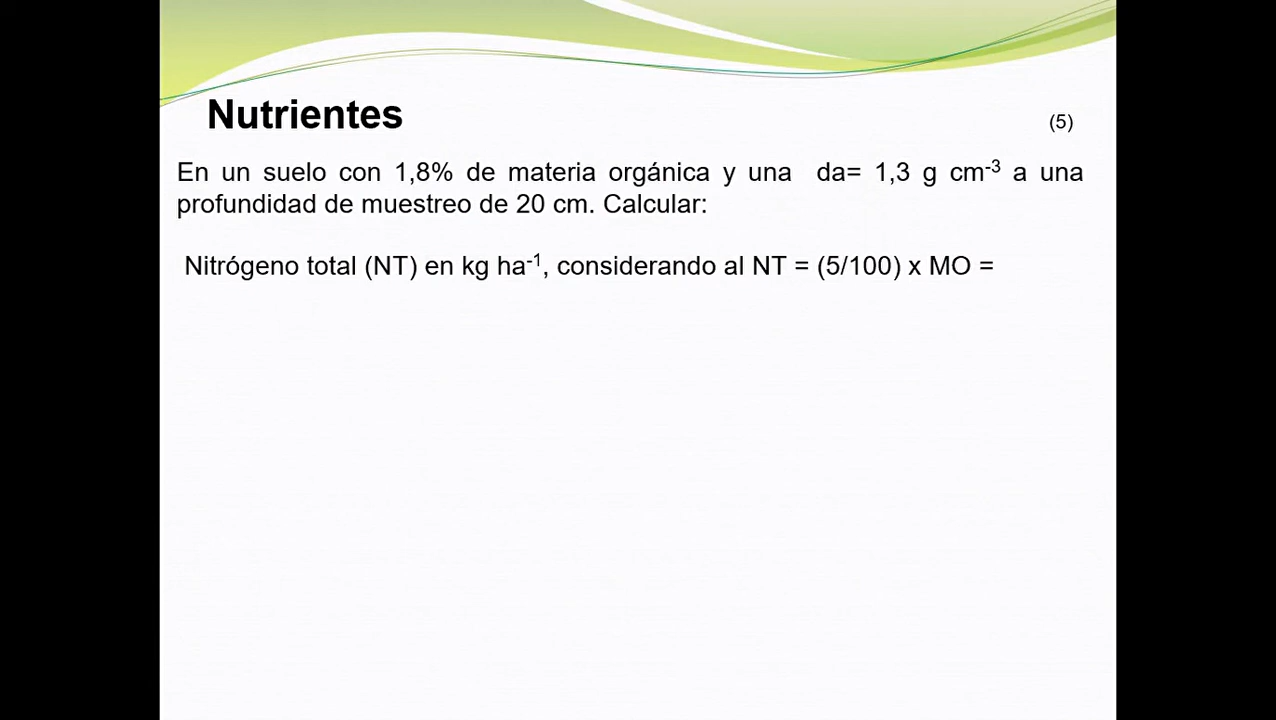 Nutrientes
(5)
En un suelo con 1,8% de materia orgánica y una da= 1,3 g cm⁻³ a una
profundidad de muestreo de 20 cm. Calcular:
Nitrógeno total (NT) en kg ha⁻¹, considerando al NT = (5/100) x MO =